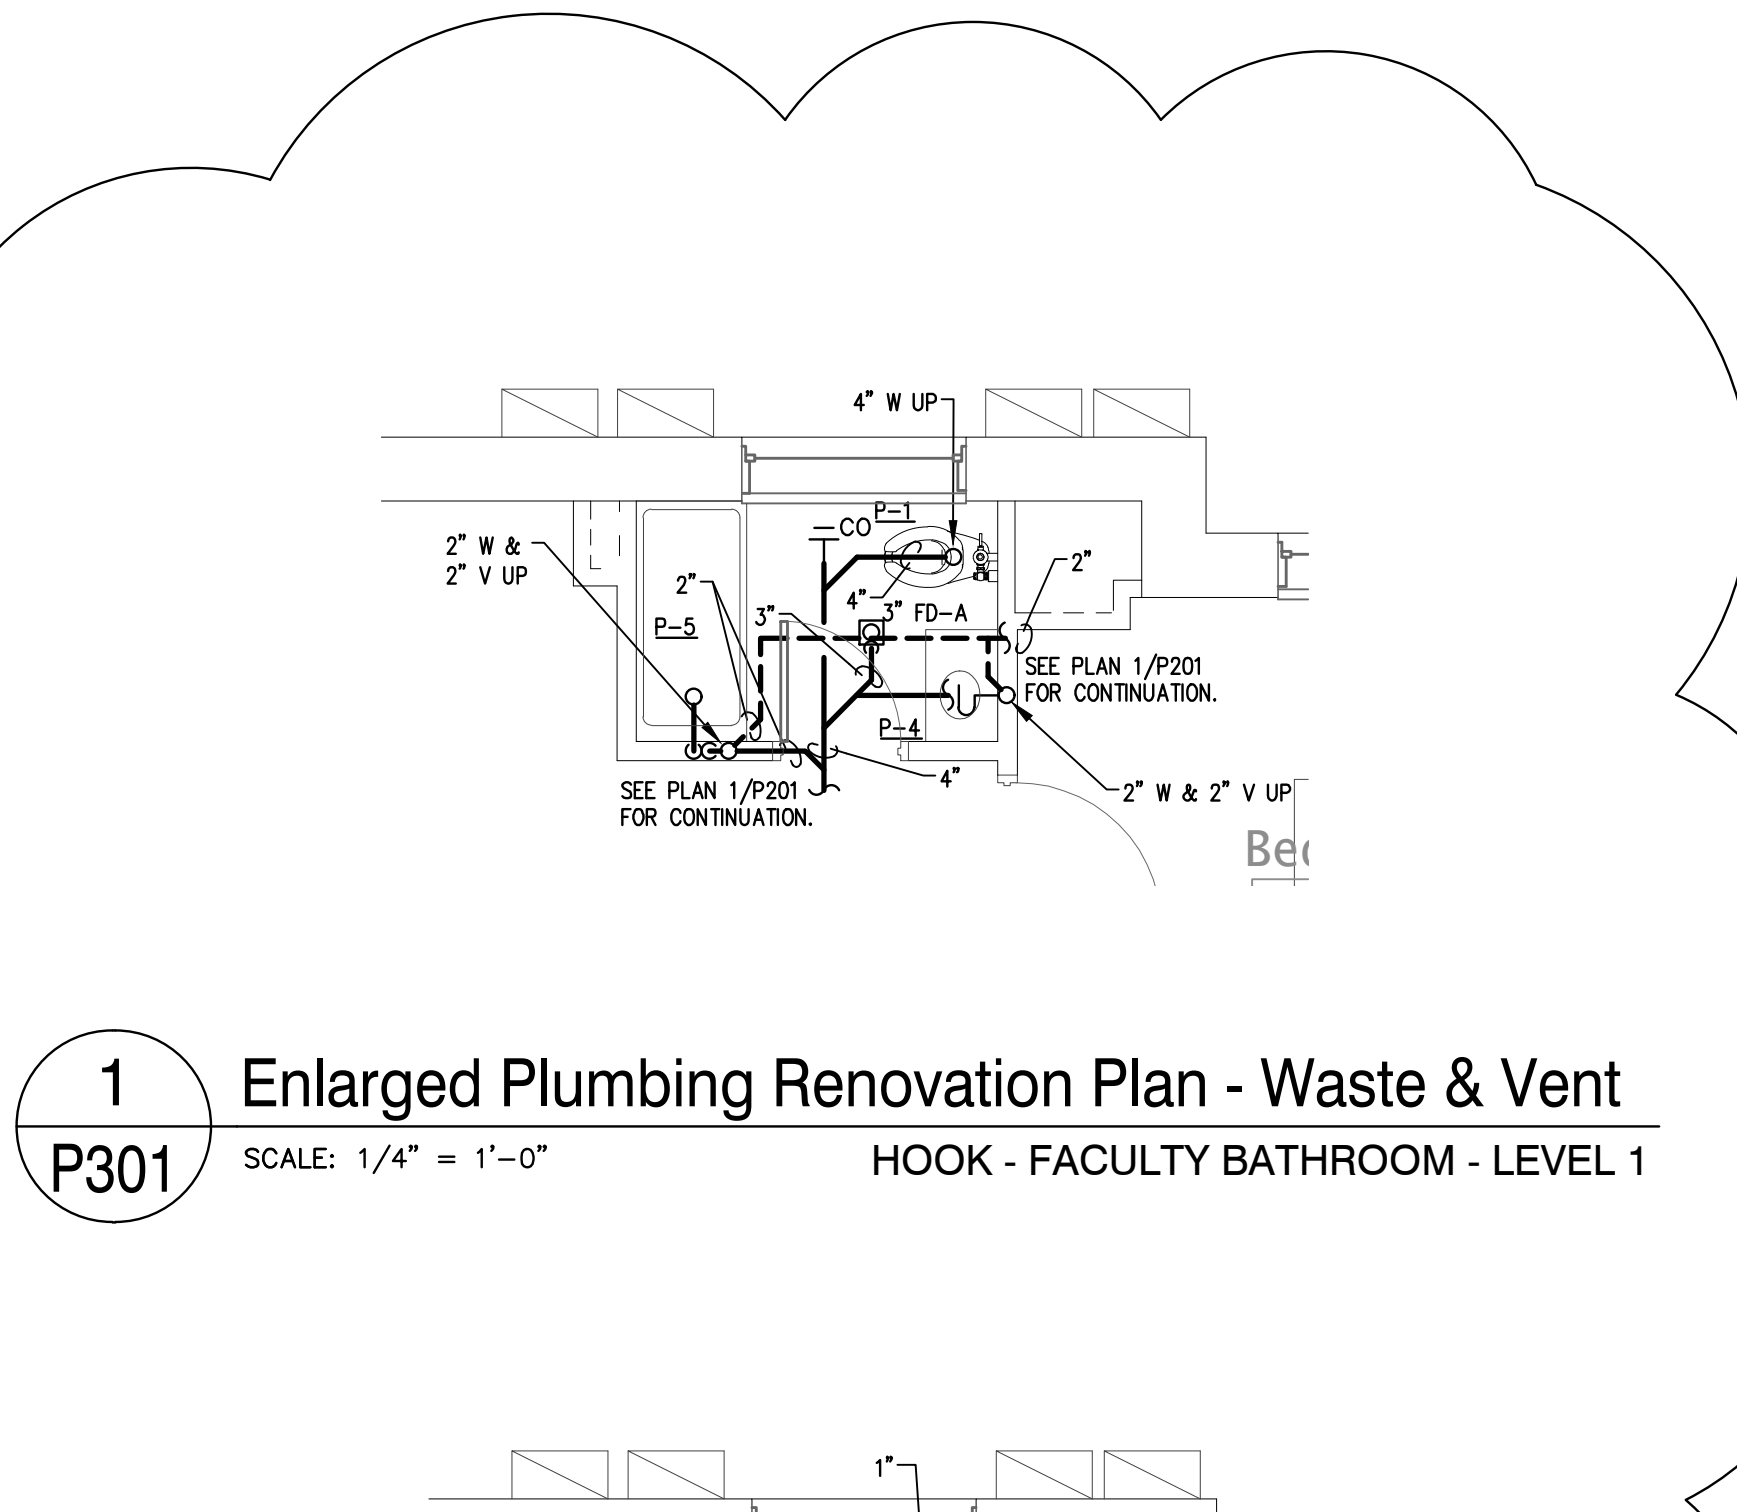 4" W UP
P-1
CO
2" W &
2" V UP
2"
2"
4"
3"
3" FD-A
P-5
SEE PLAN 1/P201
FOR CONTINUATION.
P-4
4"
SEE PLAN 1/P201
FOR CONTINUATION.
2" W & 2" V UP
1
P301
Enlarged Plumbing Renovation Plan - Waste & Vent
SCALE: 1/4" = 1'-0"
HOOK - FACULTY BATHROOM - LEVEL 1
1"